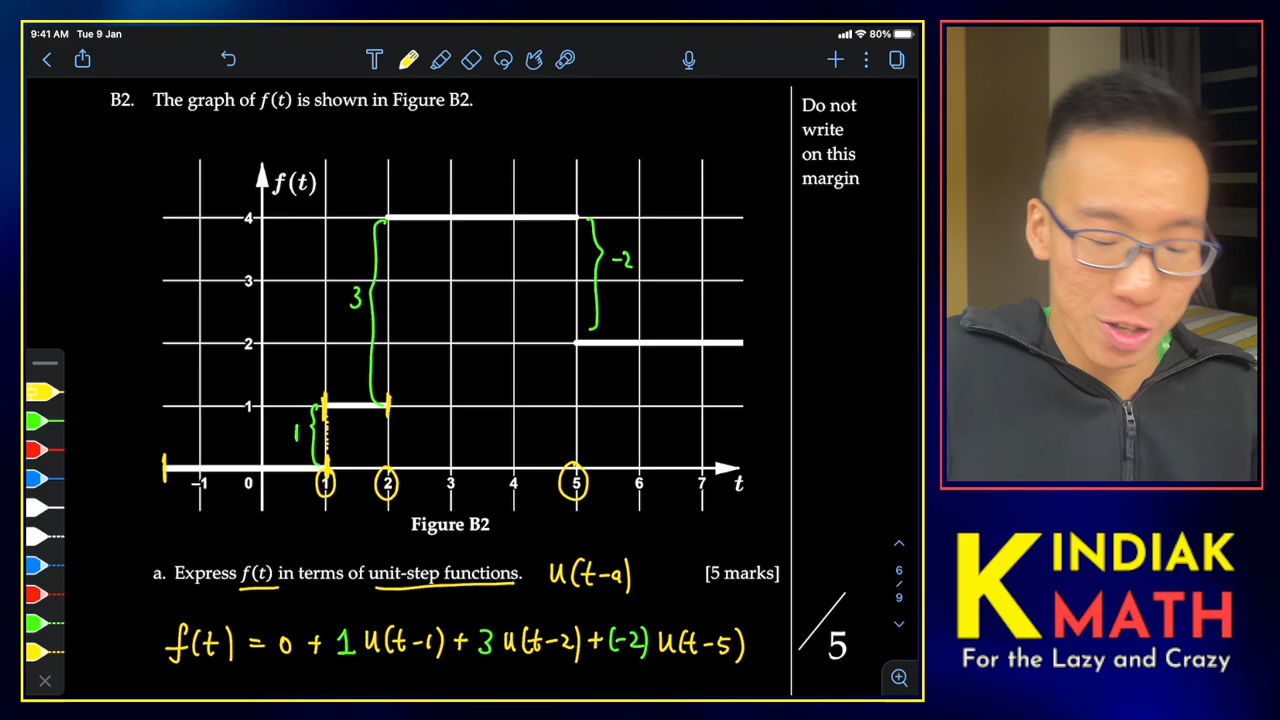 9:41 AM Tue 9 Jan
80%
B2. The graph of f(t) is shown in Figure B2.
Do not
write
on this
margin
f(t)
4
3
2
1
3
-2
1
-1 0 1 2 3 4 5 6 7 t
Figure B2
a. Express f(t) in terms of unit-step functions. u(t-a) [5 marks]
f(t) = 0 + 1 u(t-1) + 3 u(t-2) + (-2) u(t-5)
5
6
/
9
T
KINDIAK
MATH
For the Lazy and Crazy